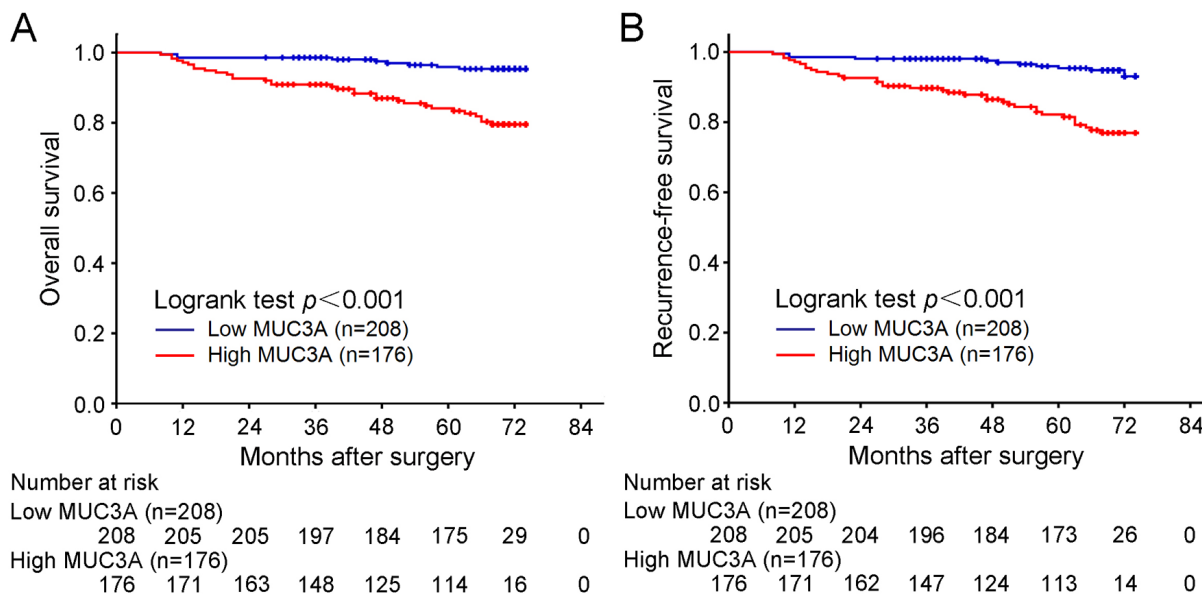 A
Overall survival
1.0
0.8
0.6
0.4
0.2
0.0
Logrank test p<0.001
Low MUC3A (n=208)
High MUC3A (n=176)
0 12 24 36 48 60 72 84
Months after surgery
Number at risk
Low MUC3A (n=208)
208 205 205 197 184 175 29 0
High MUC3A (n=176)
176 171 163 148 125 114 16 0
B
Recurrence-free survival
1.0
0.8
0.6
0.4
0.2
0.0
Logrank test p<0.001
Low MUC3A (n=208)
High MUC3A (n=176)
0 12 24 36 48 60 72 84
Months after surgery
Number at risk
Low MUC3A (n=208)
208 205 204 196 184 173 26 0
High MUC3A (n=176)
176 171 162 147 124 113 14 0